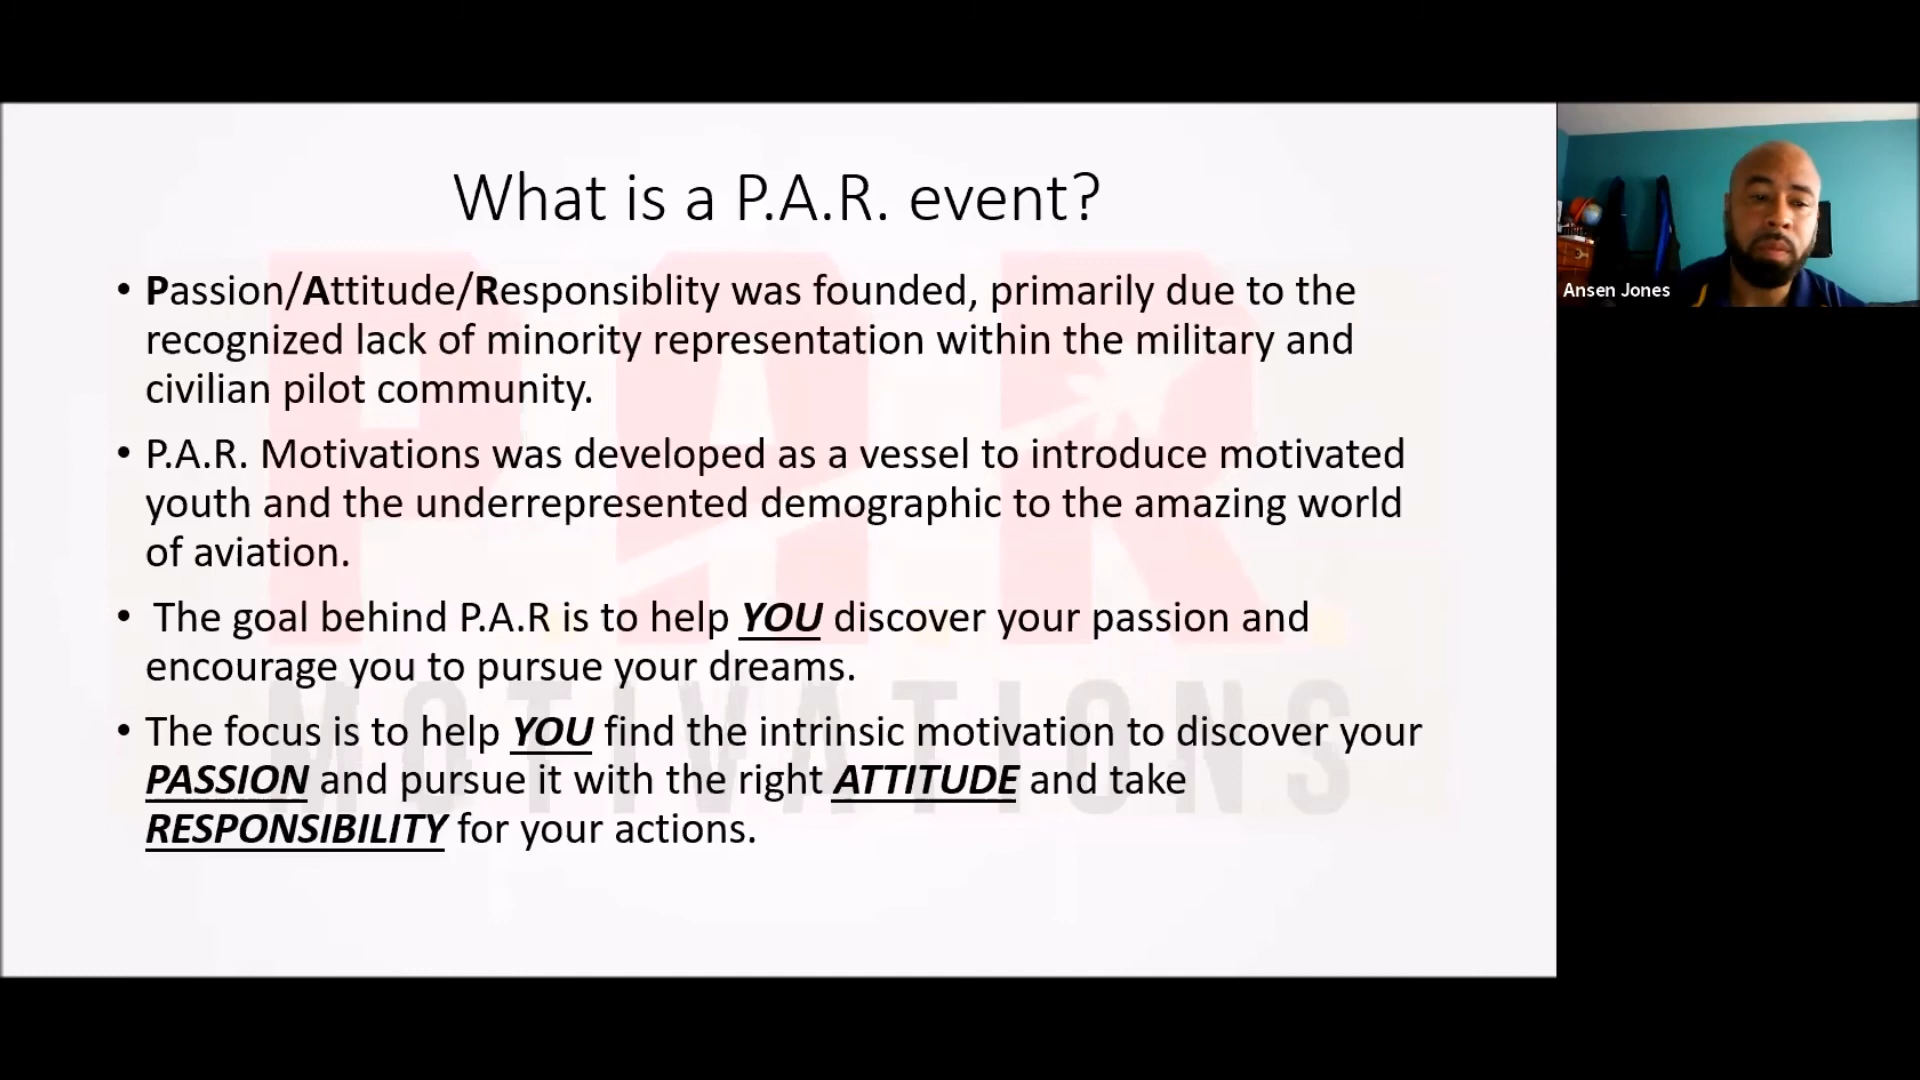 What is a P.A.R. event?
• Passion/Attitude/Responsiblity was founded, primarily due to the
recognized lack of minority representation within the military and
civilian pilot community.
• P.A.R. Motivations was developed as a vessel to introduce motivated
youth and the underrepresented demographic to the amazing world
of aviation.
• The goal behind P.A.R is to help YOU discover your passion and
encourage you to pursue your dreams.
• The focus is to help YOU find the intrinsic motivation to discover your
PASSION and pursue it with the right ATTITUDE and take
RESPONSIBILITY for your actions.
P.A.R.
MOTIVATIONS
Ansen Jones